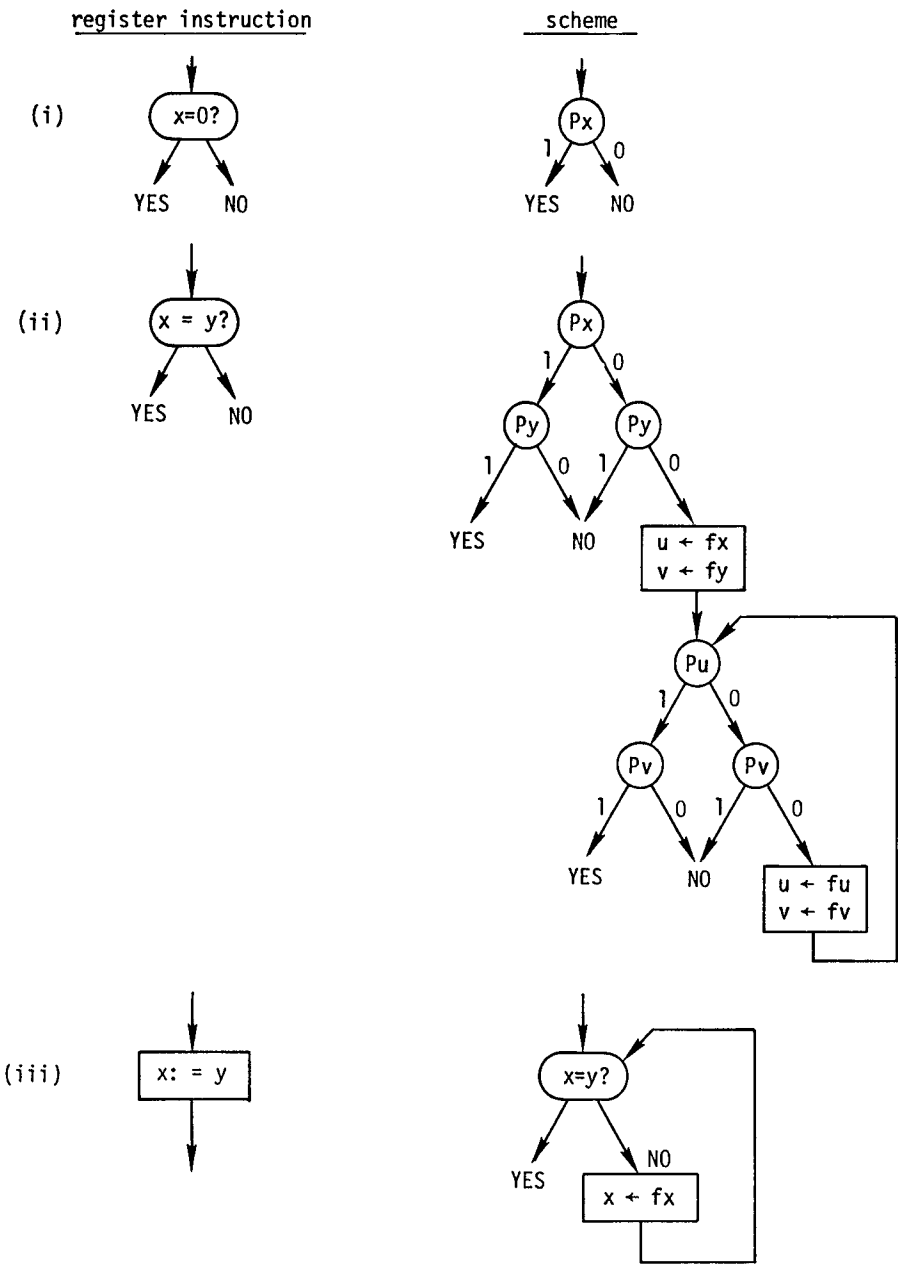 register instruction
scheme
(i)
x=0?
YES
NO
Px
1
0
YES
NO
(ii)
x = y?
YES
NO
Px
1
0
Py
Py
1
0
1
0
YES
NO
u ← fx
v ← fy
Pu
1
0
Pv
Pv
1
0
1
0
YES
NO
u ← fu
v ← fv
(iii)
x: = y
x=y?
YES
NO
x ← fx